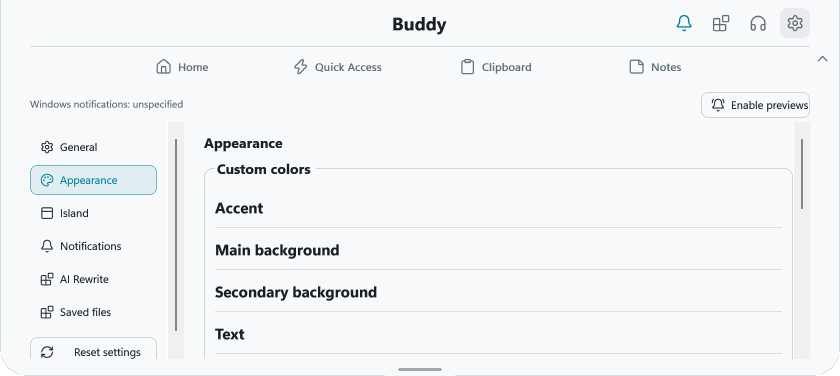 Buddy
Home
Quick Access
Clipboard
Notes
Windows notifications: unspecified
Enable previews
General
Appearance
Island
Notifications
AI Rewrite
Saved files
Reset settings
Appearance
Custom colors
Accent
Main background
Secondary background
Text